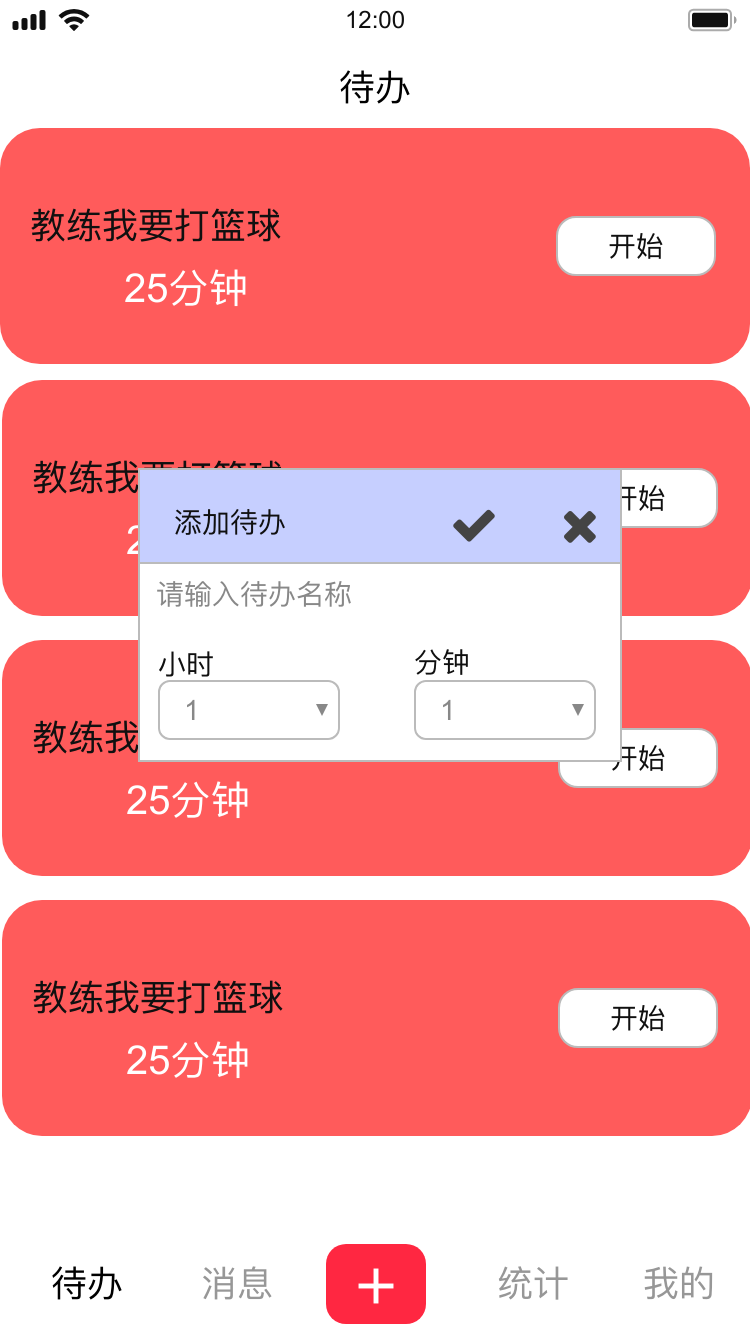 12:00
待办
教练我要打篮球
开始
25分钟
教练我
开始
2
添加待办
请输入待办名称
小时
分钟
1
1
教练我
开始
25分钟
教练我要打篮球
开始
25分钟
待办
消息
+
统计
我的